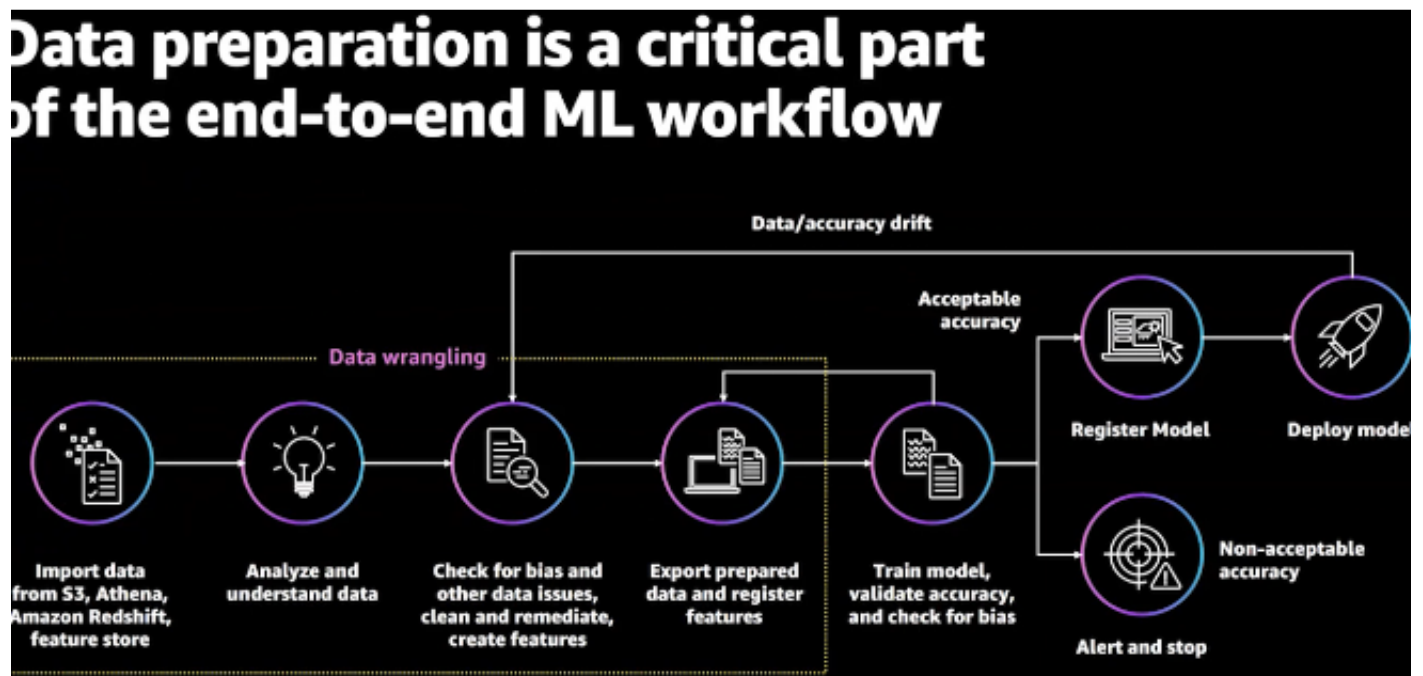 Data preparation is a critical part
of the end-to-end ML workflow
Data/accuracy drift
Acceptable
accuracy
Data wrangling
Register Model
Deploy model
Import data
from S3, Athena,
Amazon Redshift,
feature store
Analyze and
understand data
Check for bias and
other data issues,
clean and remediate,
create features
Export prepared
data and register
features
Train model,
validate accuracy,
and check for bias
Non-acceptable
accuracy
Alert and stop